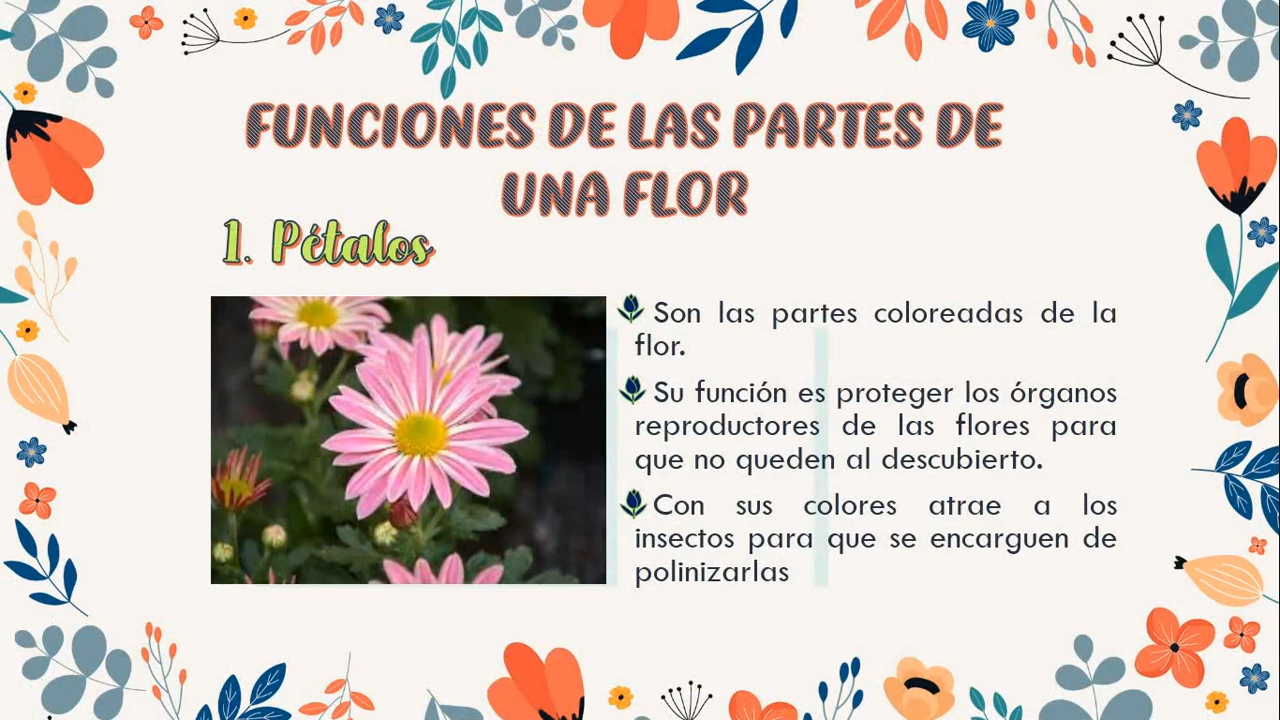 FUNCIONES DE LAS PARTES DE
UNA FLOR
1. Pétalos
Son las partes coloreadas de la
flor.
Su función es proteger los órganos
reproductores de las flores para
que no queden al descubierto.
Con sus colores atrae a los
insectos para que se encarguen de
polinizarlas